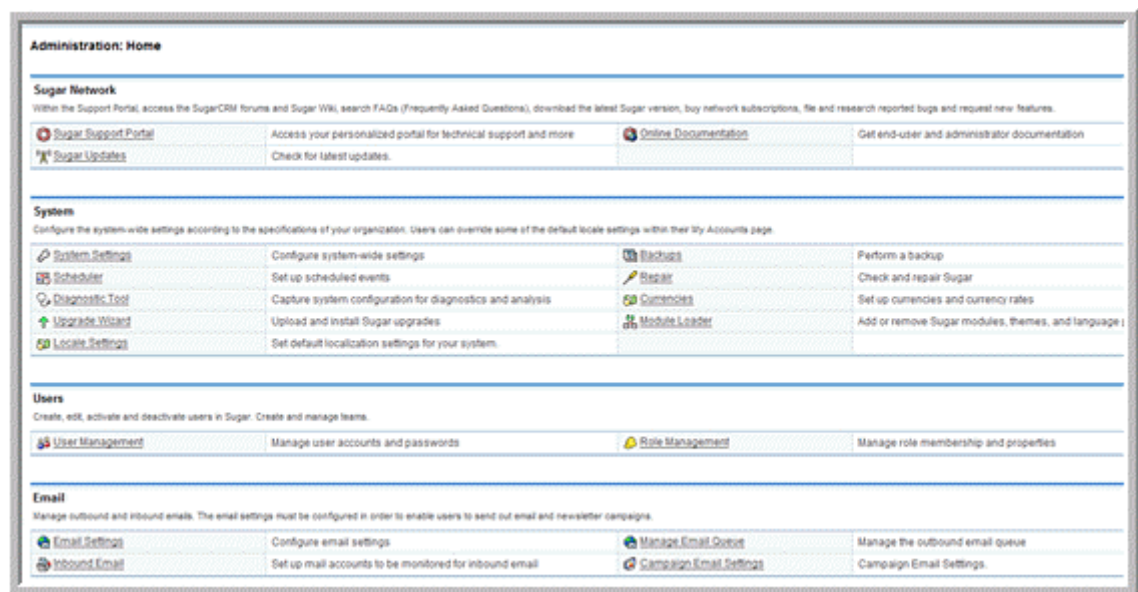 Administration: Home
Sugar Network
Within the Support Portal, access the SugarCRM forums and Sugar Wiki, search FAQs (Frequently Asked Questions), download the latest Sugar version, buy network subscriptions, file and research reported bugs and request new features.
Sugar Support Portal Access your personalized portal for technical support and more Online Documentation Get end-user and administrator documentation
Sugar Updates Check for latest updates.
System
Configure the system-wide settings according to the specifications of your organization. Users can override some of the default locale settings within their My Accounts page.
System Settings Configure system-wide settings Backups Perform a backup
Scheduler Set up scheduled events Repair Check and repair Sugar
Diagnostic Tool Capture system configuration for diagnostics and analysis Currencies Set up currencies and currency rates
Upgrade Wizard Upload and install Sugar upgrades Module Loader Add or remove Sugar modules, themes, and language
Locale Settings Set default localization settings for your system.
Users
Create, edit, activate and deactivate users in Sugar. Create and manage teams.
User Management Manage user accounts and passwords Role Management Manage role membership and properties
Email
Manage outbound and inbound emails. The email settings must be configured in order to enable users to send out email and newsletter campaigns.
Email Settings Configure email settings Manage Email Queue Manage the outbound email queue
Inbound Email Set up mail accounts to be monitored for inbound email Campaign Email Settings Campaign Email Settings.